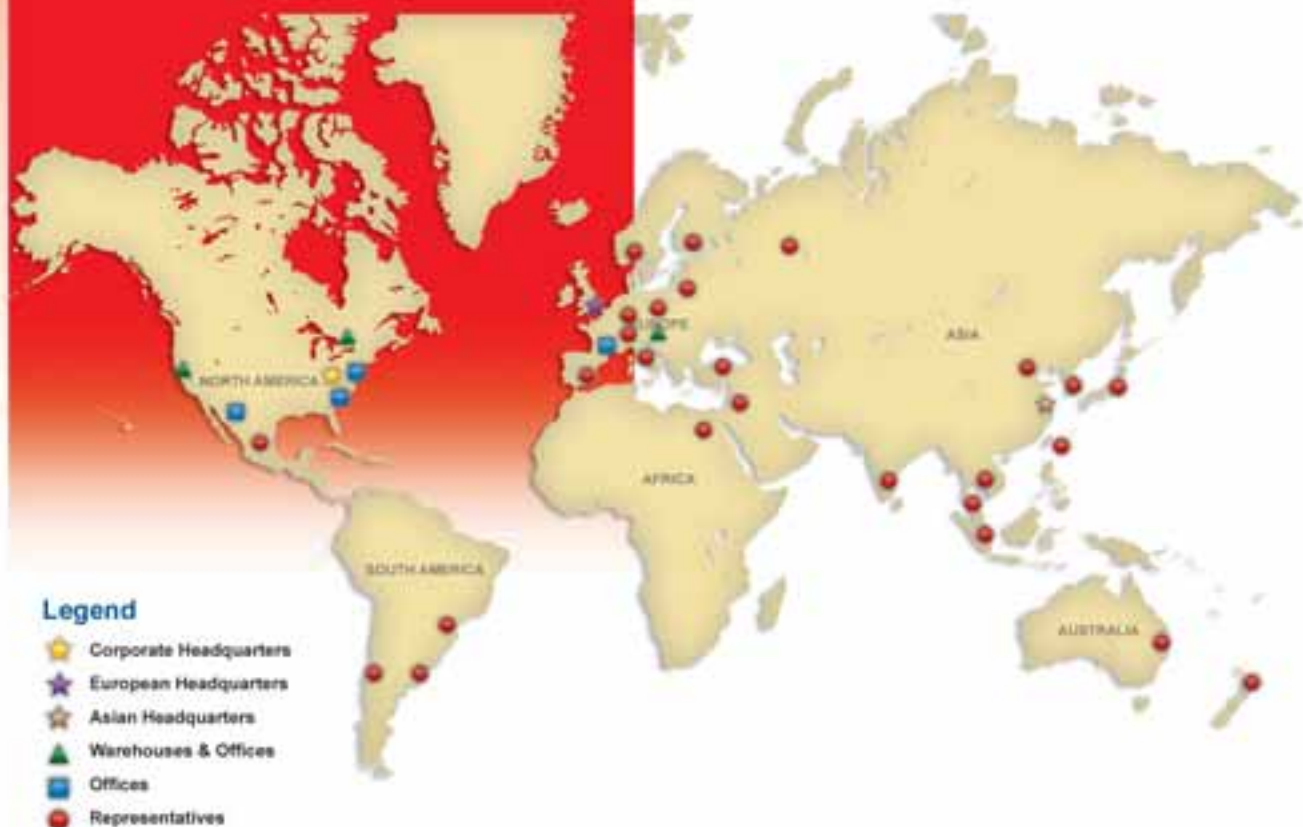 EUROPE
ASIA
NORTH AMERICA
AFRICA
SOUTH AMERICA
AUSTRALIA
Legend
Corporate Headquarters
European Headquarters
Asian Headquarters
Warehouses & Offices
Offices
Representatives